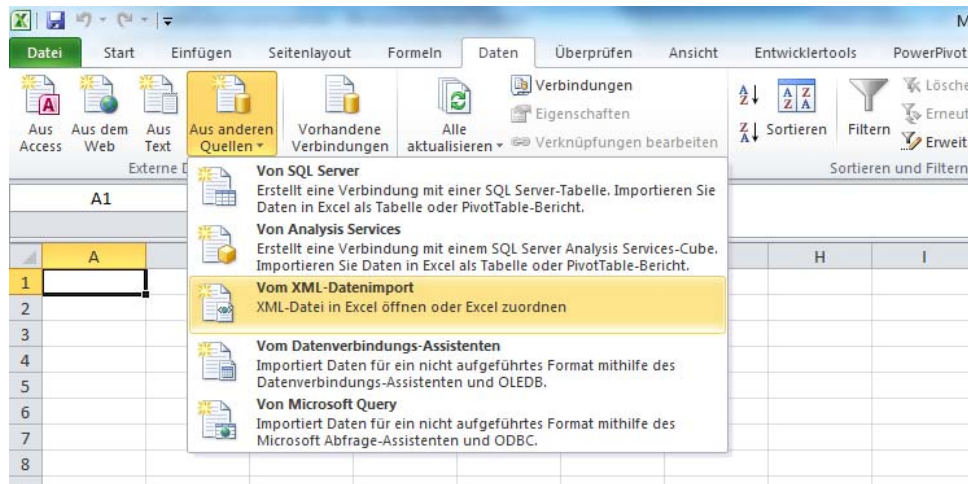 M
Datei Start Einfügen Seitenlayout Formeln Daten Überprüfen Ansicht Entwicklertools PowerPivot
Aus Access
Aus dem Web
Aus Text
Aus anderen Quellen
Vorhandene Verbindungen
Alle aktualisieren
Verbindungen
Eigenschaften
Verknüpfungen bearbeiten
A Z
Z A
A Z
Z A
Sortieren
Filtern
Lösche
Erneut
Erweit
Externe D
Sortieren und Filtern
A1
Von SQL Server
Erstellt eine Verbindung mit einer SQL Server-Tabelle. Importieren Sie
Daten in Excel als Tabelle oder PivotTable-Bericht.
Von Analysis Services
Erstellt eine Verbindung mit einem SQL Server Analysis Services-Cube.
Importieren Sie Daten in Excel als Tabelle oder PivotTable-Bericht.
Vom XML-Datenimport
XML-Datei in Excel öffnen oder Excel zuordnen
Vom Datenverbindungs-Assistenten
Importiert Daten für ein nicht aufgeführtes Format mithilfe des
Datenverbindungs-Assistenten und OLEDB.
Von Microsoft Query
Importiert Daten für ein nicht aufgeführtes Format mithilfe des
Microsoft Abfrage-Assistenten und ODBC.
A H I
1
2
3
4
5
6
7
8